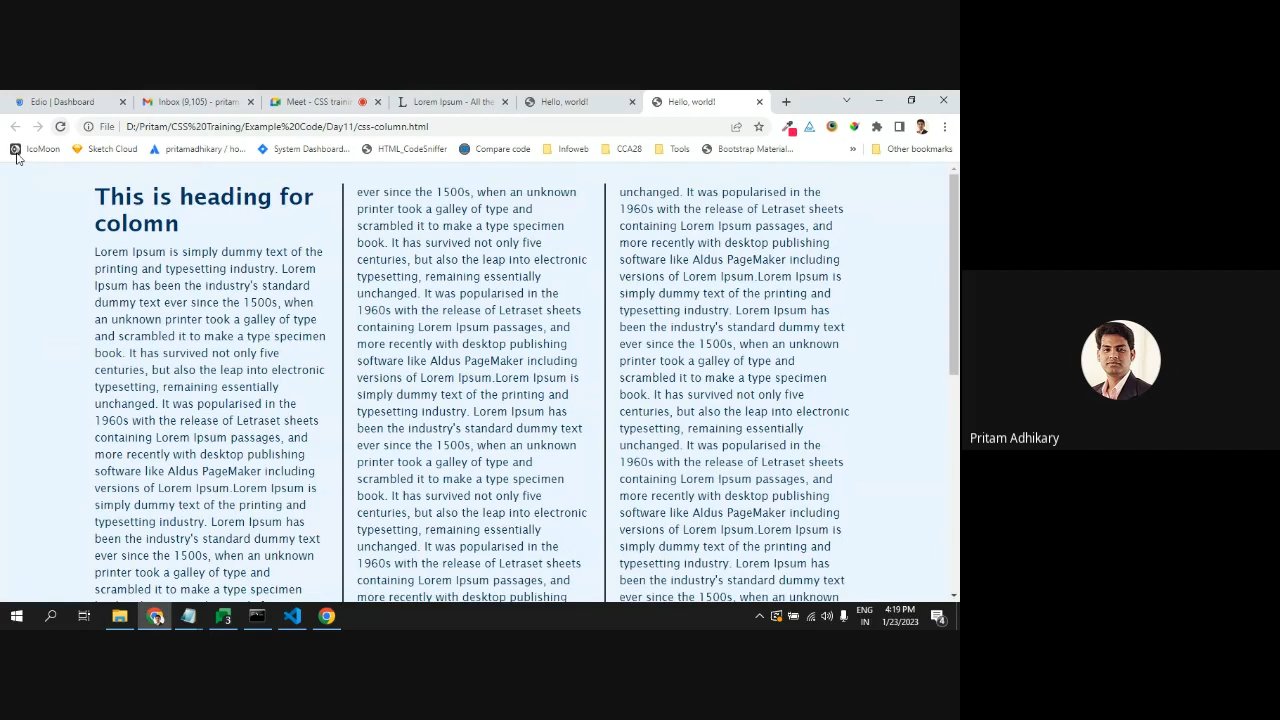 Edio | Dashboard
Inbox (9,105) - pritam
Meet - CSS traini
Lorem Ipsum - All the
Hello, world!
Hello, world!
File
D:/Pritam/CSS%20Training/Example%20Code/Day11/css-column.html
IcoMoon
Sketch Cloud
pritamadhikary / ho...
System Dashboard...
HTML_CodeSniffer
Compare code
Infoweb
CCA28
Tools
Bootstrap Material...
»
Other bookmarks
This is heading for
colomn
Lorem Ipsum is simply dummy text of the
printing and typesetting industry. Lorem
Ipsum has been the industry's standard
dummy text ever since the 1500s, when
an unknown printer took a galley of type
and scrambled it to make a type specimen
book. It has survived not only five
centuries, but also the leap into electronic
typesetting, remaining essentially
unchanged. It was popularised in the
1960s with the release of Letraset sheets
containing Lorem Ipsum passages, and
more recently with desktop publishing
software like Aldus PageMaker including
versions of Lorem Ipsum.Lorem Ipsum is
simply dummy text of the printing and
typesetting industry. Lorem Ipsum has
been the industry's standard dummy text
ever since the 1500s, when an unknown
printer took a galley of type and
scrambled it to make a type specimen
ever since the 1500s, when an unknown
printer took a galley of type and
scrambled it to make a type specimen
book. It has survived not only five
centuries, but also the leap into electronic
typesetting, remaining essentially
unchanged. It was popularised in the
1960s with the release of Letraset sheets
containing Lorem Ipsum passages, and
more recently with desktop publishing
software like Aldus PageMaker including
versions of Lorem Ipsum.Lorem Ipsum is
simply dummy text of the printing and
typesetting industry. Lorem Ipsum has
been the industry's standard dummy text
ever since the 1500s, when an unknown
printer took a galley of type and
scrambled it to make a type specimen
book. It has survived not only five
centuries, but also the leap into electronic
typesetting, remaining essentially
unchanged. It was popularised in the
1960s with the release of Letraset sheets
containing Lorem Ipsum passages, and
more recently with desktop publishing
unchanged. It was popularised in the
1960s with the release of Letraset sheets
containing Lorem Ipsum passages, and
more recently with desktop publishing
software like Aldus PageMaker including
versions of Lorem Ipsum.Lorem Ipsum is
simply dummy text of the printing and
typesetting industry. Lorem Ipsum has
been the industry's standard dummy text
ever since the 1500s, when an unknown
printer took a galley of type and
scrambled it to make a type specimen
book. It has survived not only five
centuries, but also the leap into electronic
typesetting, remaining essentially
unchanged. It was popularised in the
1960s with the release of Letraset sheets
containing Lorem Ipsum passages, and
more recently with desktop publishing
software like Aldus PageMaker including
versions of Lorem Ipsum.Lorem Ipsum is
simply dummy text of the printing and
typesetting industry. Lorem Ipsum has
been the industry's standard dummy text
ever since the 1500s, when an unknown
Pritam Adhikary
3
ENG
IN
4:19 PM
1/23/2023
4